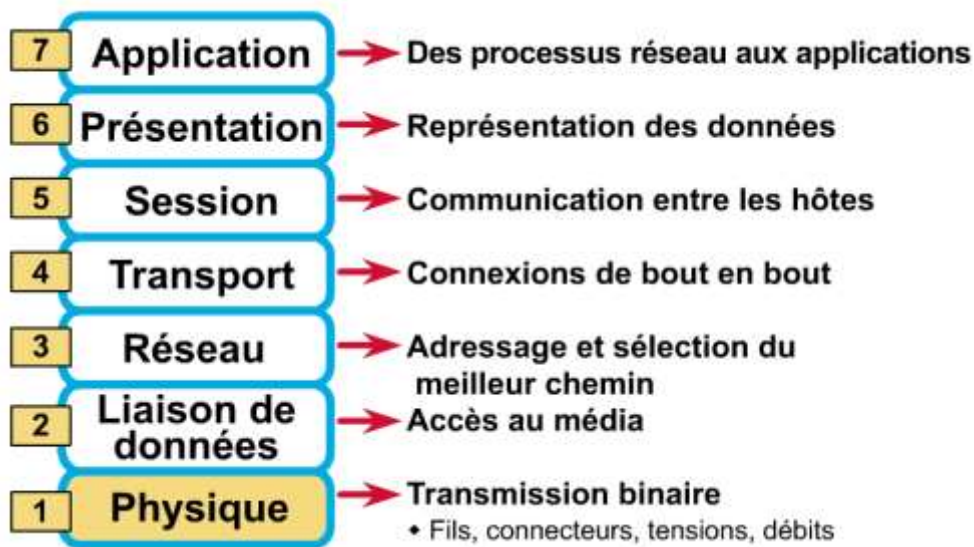 7 Application Des processus réseau aux applications
6 Présentation Représentation des données
5 Session Communication entre les hôtes
4 Transport Connexions de bout en bout
3 Réseau Adressage et sélection du
meilleur chemin
2 Liaison de
données
Accès au média
1 Physique Transmission binaire
◆ Fils, connecteurs, tensions, débits